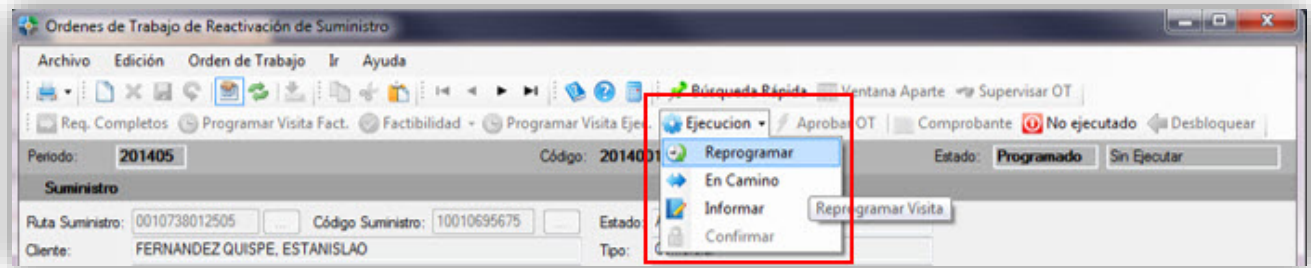 Ordenes de Trabajo de Reactivación de Suministro
Archivo Edición Orden de Trabajo Ir Ayuda
Búsqueda Rápida Ventana Aparte Supervisar OT
Req. Completos Programar Visita Fact. Factibilidad Programar Visita Ejec. Ejecucion Aprobar OT Comprobante No ejecutado Desbloquear
Periodo: 201405 Código: 2014001 Estado: Programado Sin Ejecutar
Reprogramar
Suministro
En Camino
Ruta Suministro: 0010738012505 ... Código Suministro: 10010695675 ... Estado:
Informar
Reprogramar Visita
Cliente: FERNANDEZ QUISPE, ESTANISLAO Tipo:
Confirmar